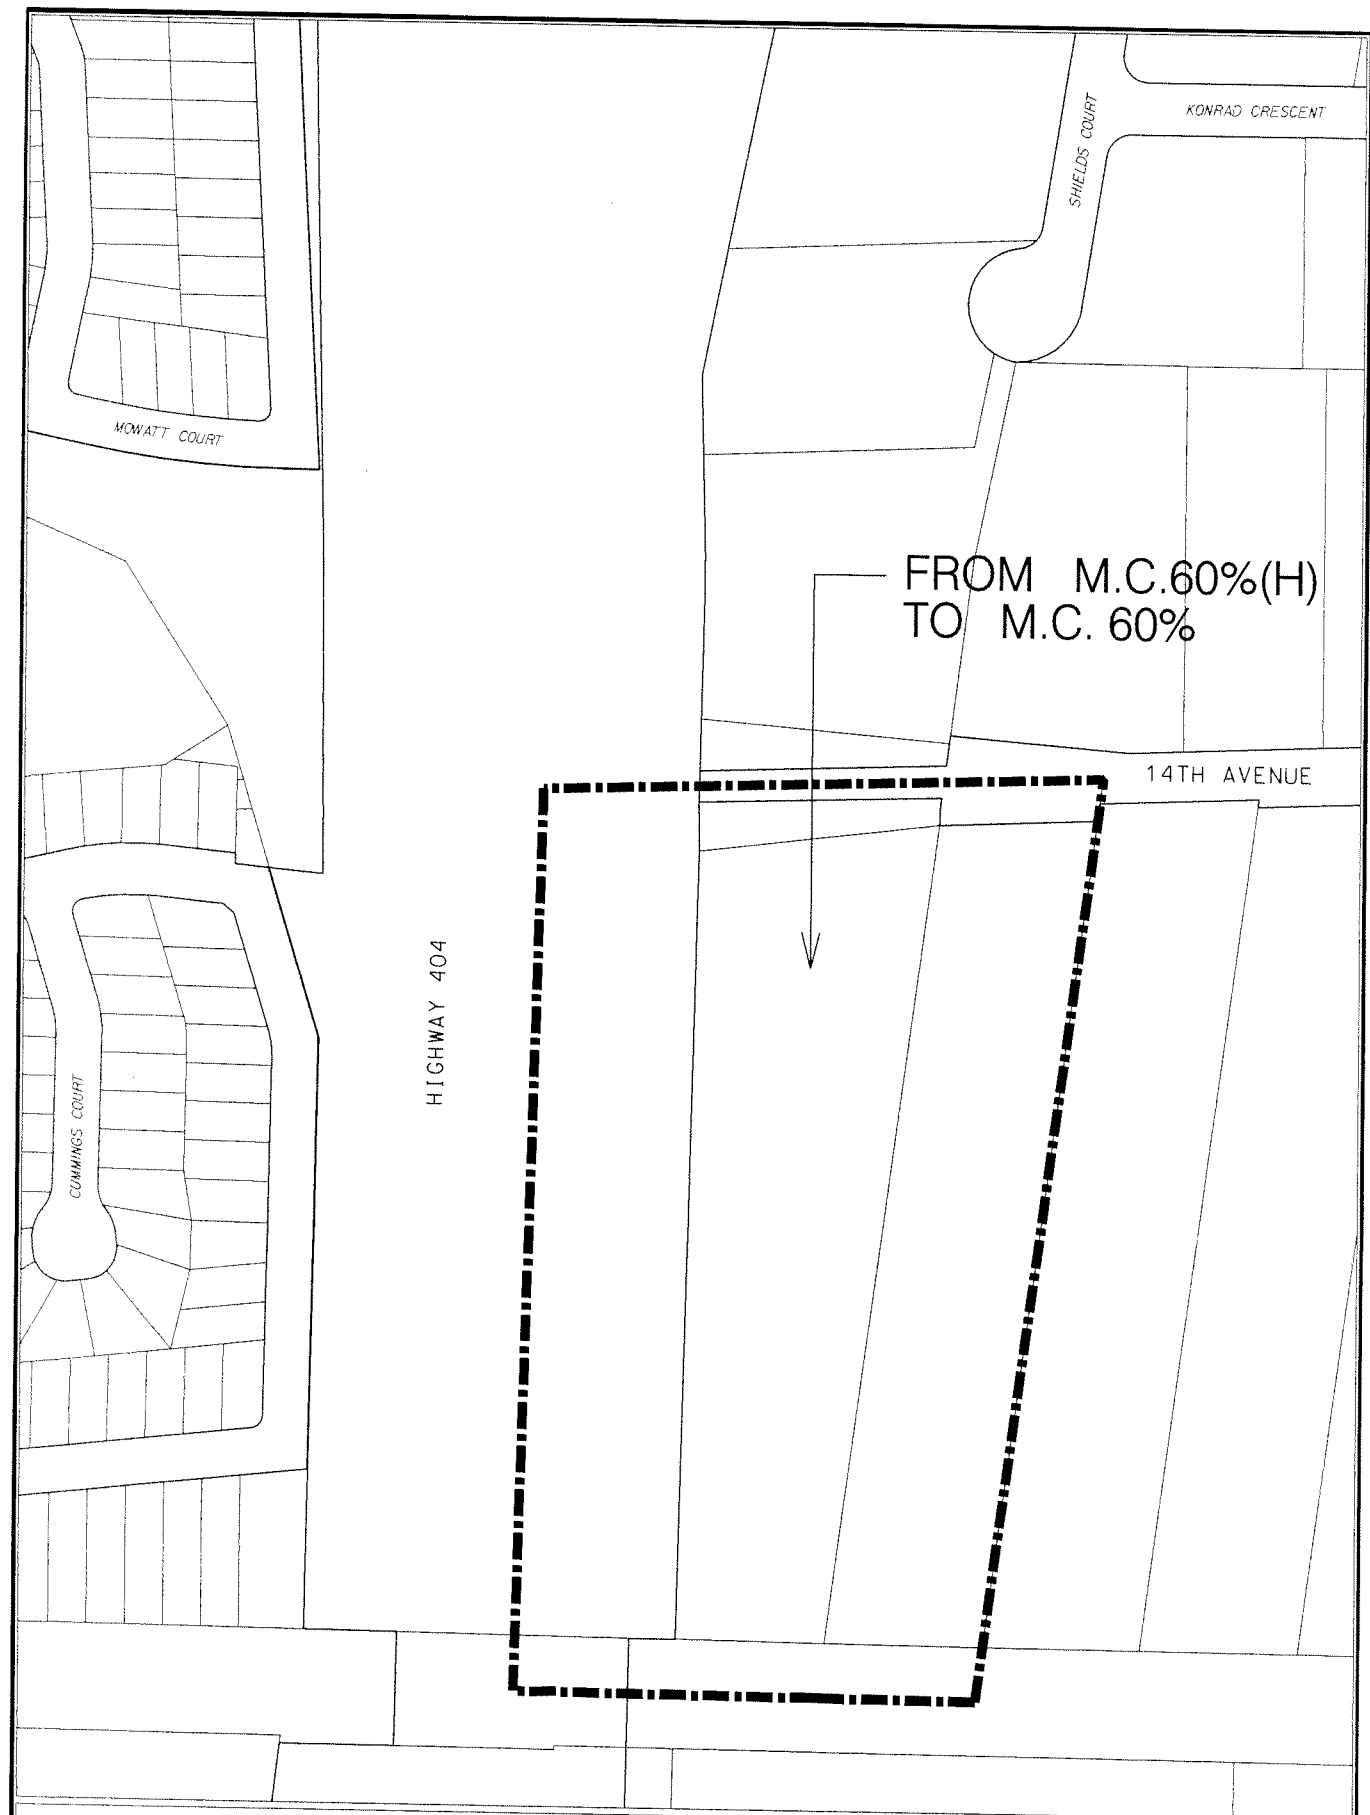 KONRAD CRESCENT
SHIELDS COURT
MOWATT COURT
FROM M.C.60%(H)
TO M.C. 60%
14TH AVENUE
HIGHWAY 404
CUMMINGS COURT